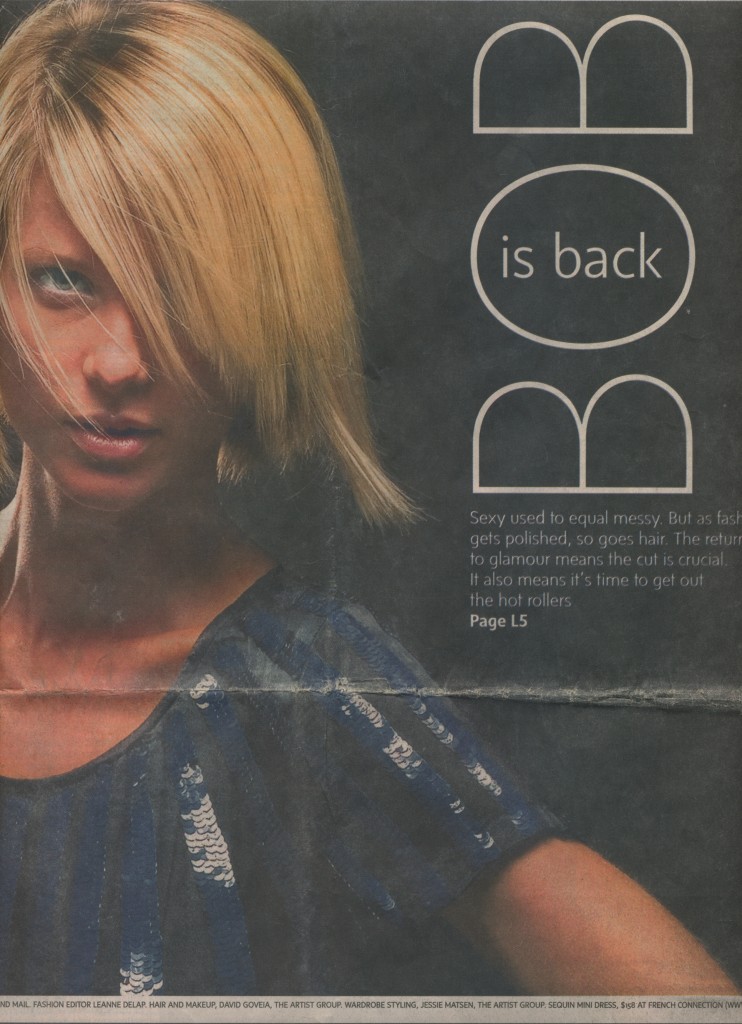 BOB
is back
Sexy used to equal messy. But as fash
gets polished, so goes hair. The return
to glamour means the cut is crucial.
It also means it's time to get out
the hot rollers
Page L5
ND MAIL. FASHION EDITOR LEANNE DELAP. HAIR AND MAKEUP, DAVID GOVEIA, THE ARTIST GROUP. WARDROBE STYLING, JESSIE MATSEN, THE ARTIST GROUP. SEQUIN MINI DRESS, $158 AT FRENCH CONNECTION (WW